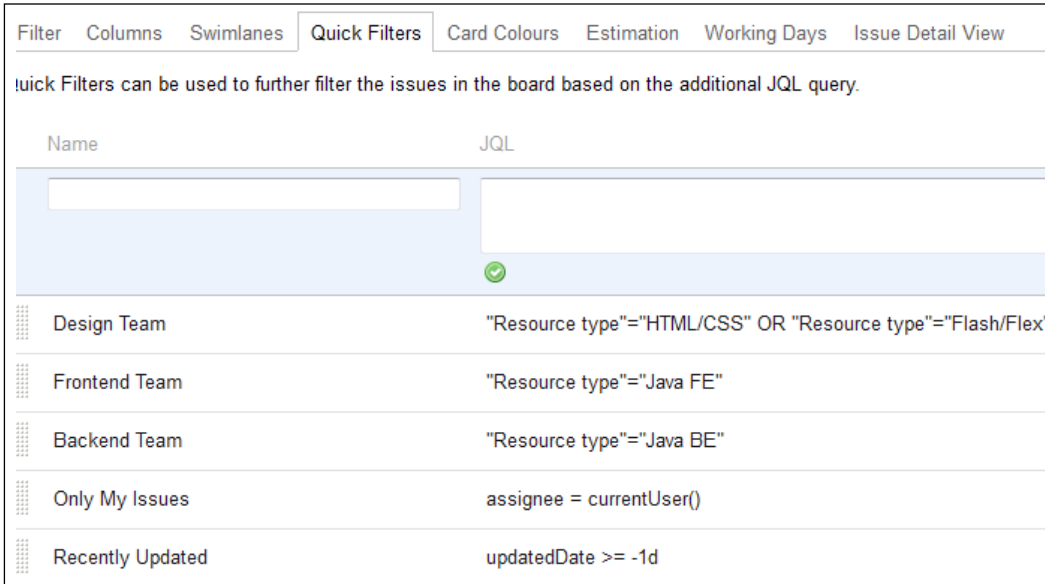 Filter Columns Swimlanes Quick Filters Card Colours Estimation Working Days Issue Detail View
Quick Filters can be used to further filter the issues in the board based on the additional JQL query.
Name JQL
Design Team "Resource type"="HTML/CSS" OR "Resource type"="Flash/Flex"
Frontend Team "Resource type"="Java FE"
Backend Team "Resource type"="Java BE"
Only My Issues assignee = currentUser()
Recently Updated updatedDate >= -1d